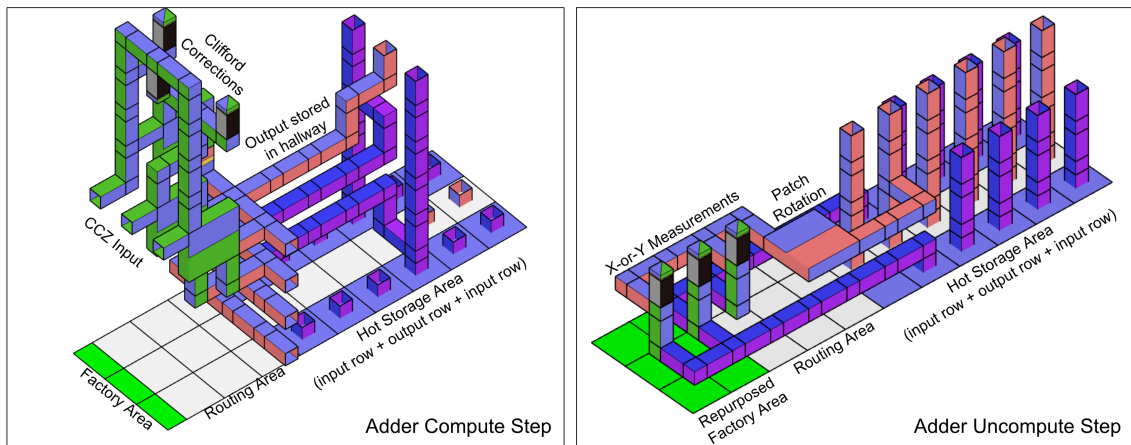 Clifford
Corrections
Output stored
in hallway
CCZ Input
Hot Storage Area
(input row + output row + input row)
Routing Area
Factory Area
Adder Compute Step
X-or-Y Measurements
Patch
Rotation
Hot Storage Area
(input row + output row + input row)
Routing Area
Repurposed
Factory Area
Adder Uncompute Step